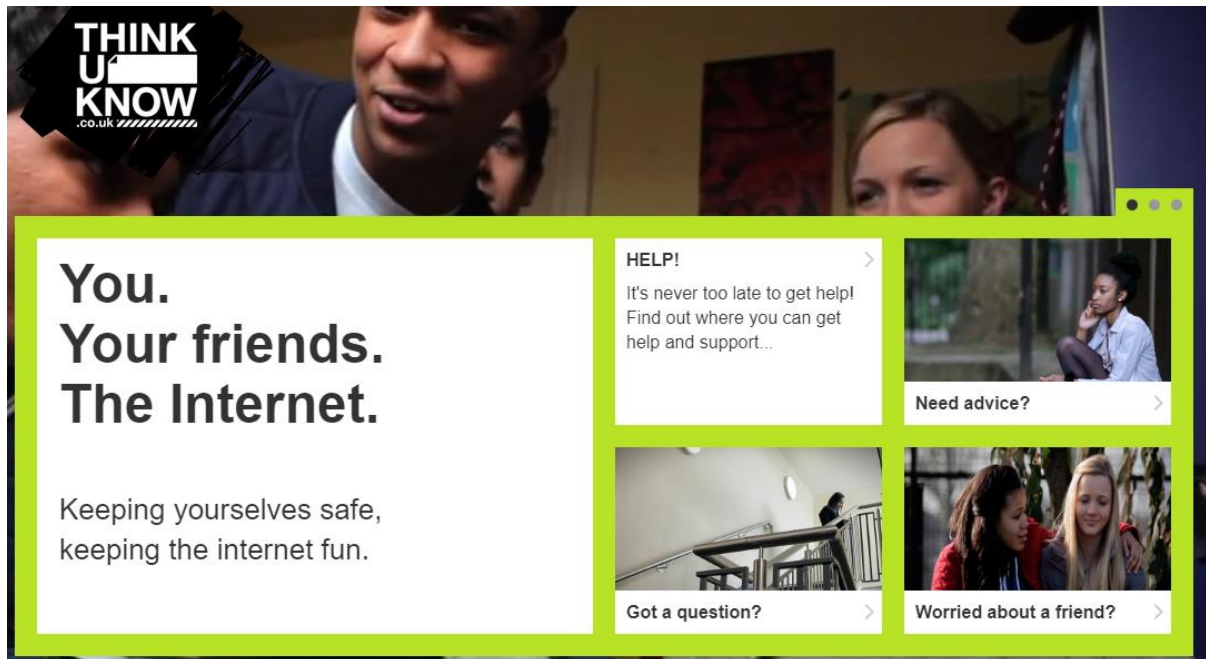 THINK
U
KNOW
.co.uk
You.
Your friends.
The Internet.
Keeping yourselves safe,
keeping the internet fun.
HELP!
It's never too late to get help!
Find out where you can get
help and support...
Need advice?
Got a question?
Worried about a friend?